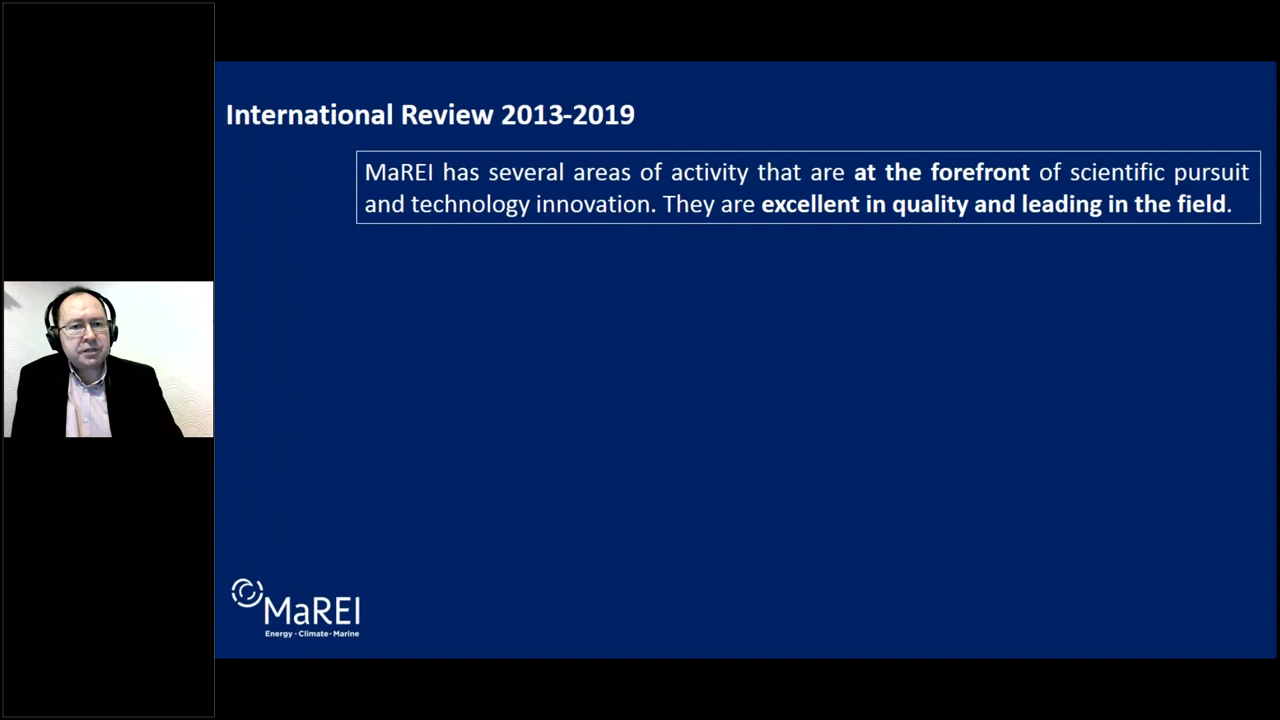 International Review 2013-2019
MaREI has several areas of activity that are at the forefront of scientific pursuit
and technology innovation. They are excellent in quality and leading in the field.
MaREI
Energy · Climate · Marine